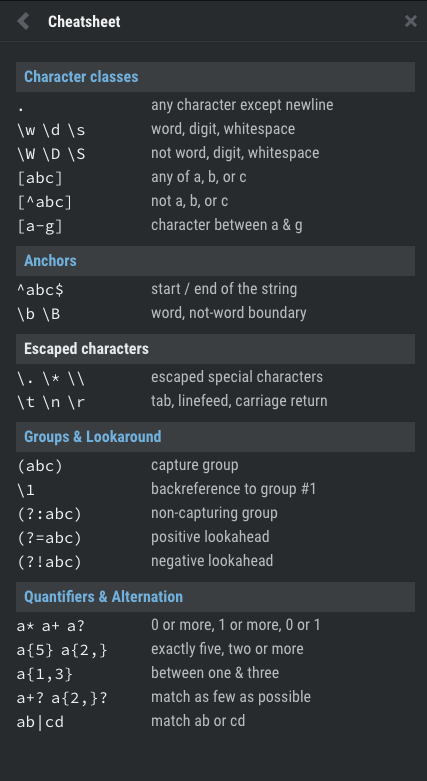 Cheatsheet
Character classes
. any character except newline
\w \d \s word, digit, whitespace
\W \D \S not word, digit, whitespace
[abc] any of a, b, or c
[^abc] not a, b, or c
[a-g] character between a & g
Anchors
^abc$ start / end of the string
\b \B word, not-word boundary
Escaped characters
\. \* \\ escaped special characters
\t \n \r tab, linefeed, carriage return
Groups & Lookaround
(abc) capture group
\1 backreference to group #1
(?:abc) non-capturing group
(?=abc) positive lookahead
(?!abc) negative lookahead
Quantifiers & Alternation
a* a+ a? 0 or more, 1 or more, 0 or 1
a{5} a{2,} exactly five, two or more
a{1,3} between one & three
a+? a{2,}? match as few as possible
ab|cd match ab or cd